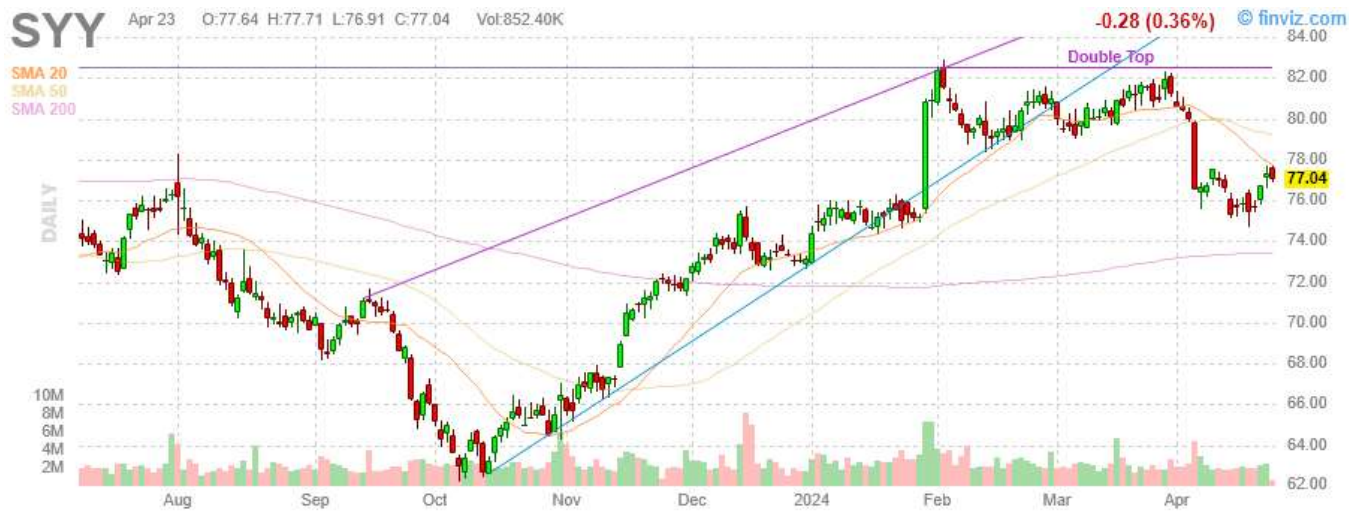 SYY Apr 23 O:77.64 H:77.71 L:76.91 C:77.04 Vol:852.40K -0.28 (0.36%) © finviz.com
SMA 20
SMA 50
SMA 200
DAILY
Double Top
84.00
82.00
80.00
78.00
77.04
76.00
74.00
72.00
70.00
68.00
66.00
64.00
62.00
10M
8M
6M
4M
2M
Aug Sep Oct Nov Dec 2024 Feb Mar Apr